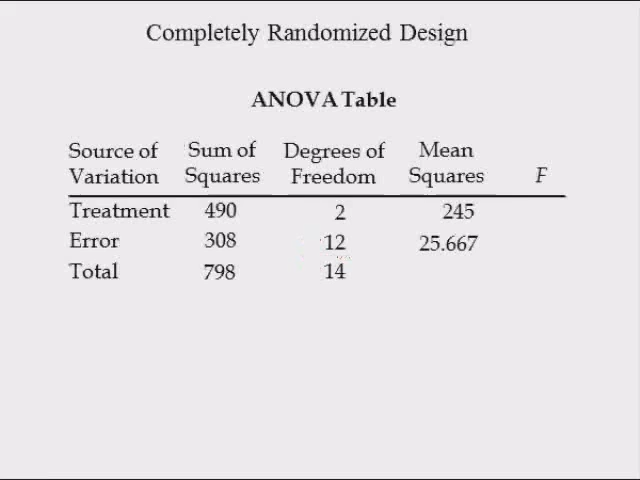 Completely Randomized Design
ANOVA Table
Source of Variation Sum of Squares Degrees of Freedom Mean Squares F
Treatment 490 2 245
Error 308 12 25.667
Total 798 14